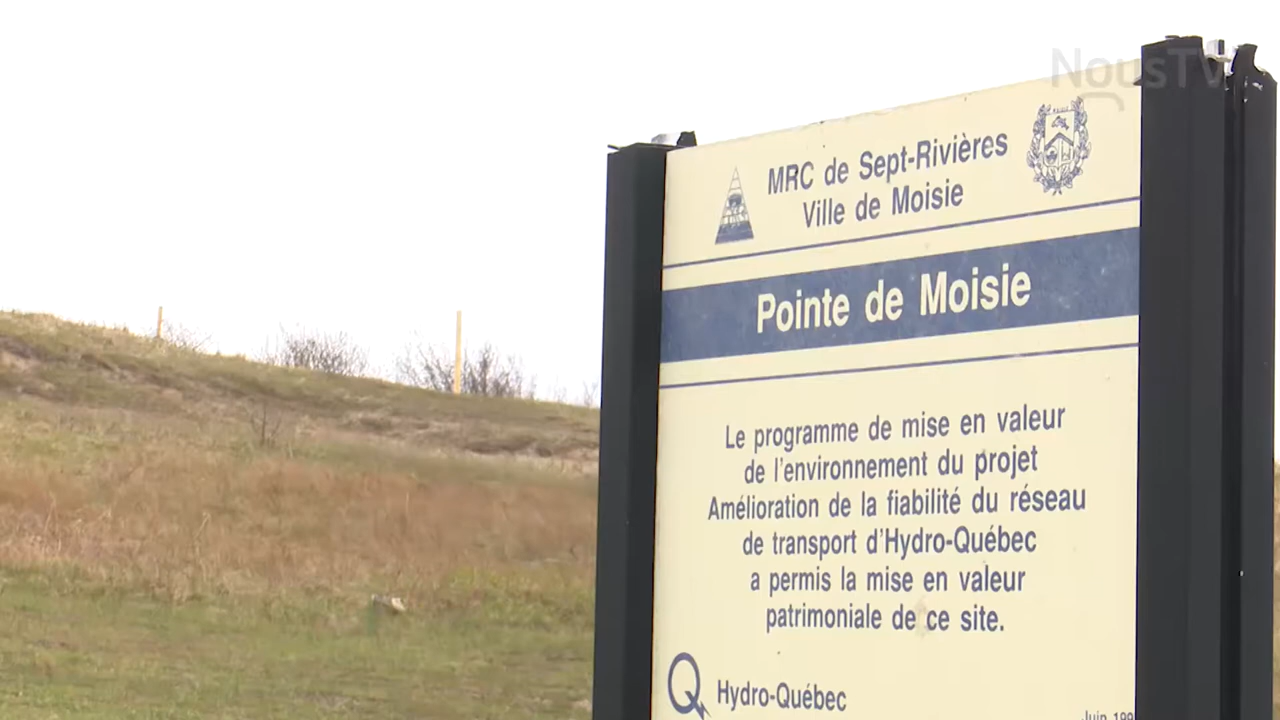 NousTV
MRC de Sept-Rivières
Ville de Moisie
Pointe de Moisie
Le programme de mise en valeur
de l'environnement du projet
Amélioration de la fiabilité du réseau
de transport d'Hydro-Québec
a permis la mise en valeur
patrimoniale de ce site.
Hydro-Québec
Juin